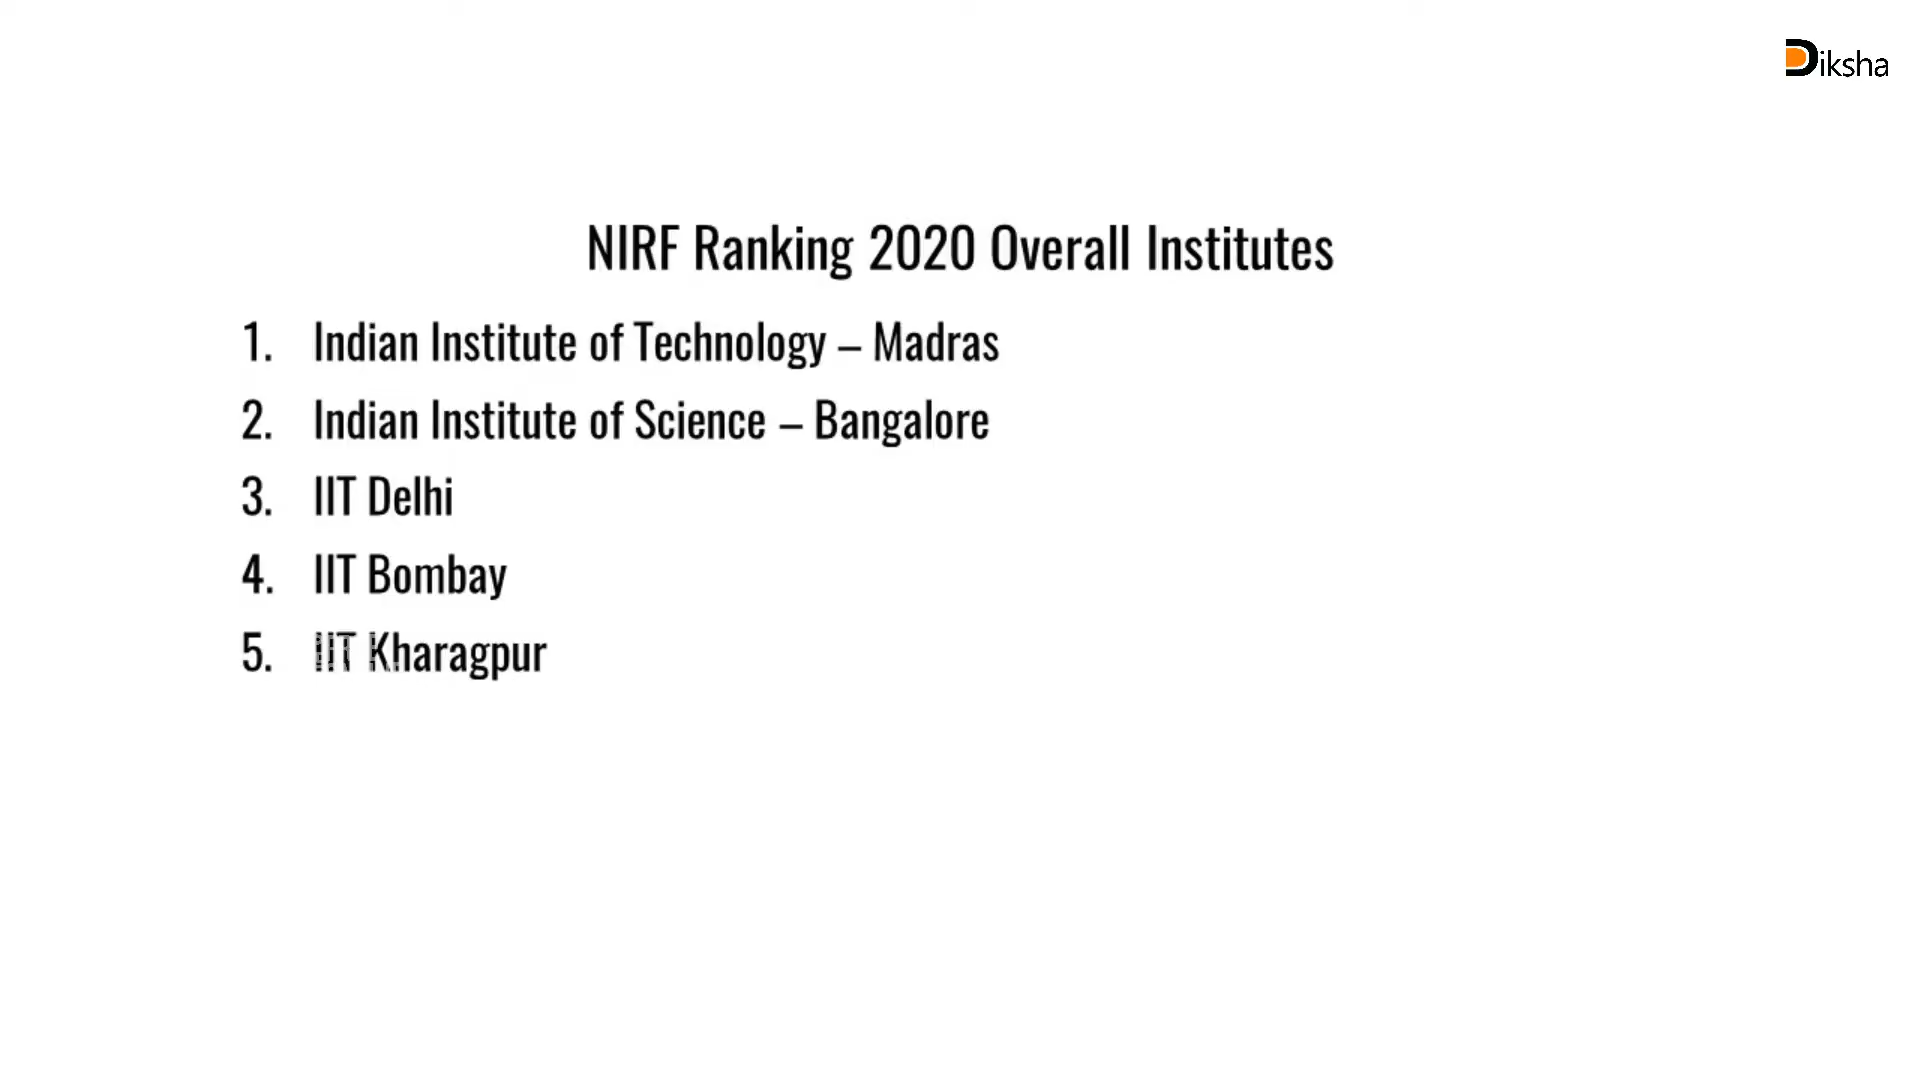 Diksha
NIRF Ranking 2020 Overall Institutes
1. Indian Institute of Technology – Madras
2. Indian Institute of Science – Bangalore
3. IIT Delhi
4. IIT Bombay
5. IIT Kharagpur